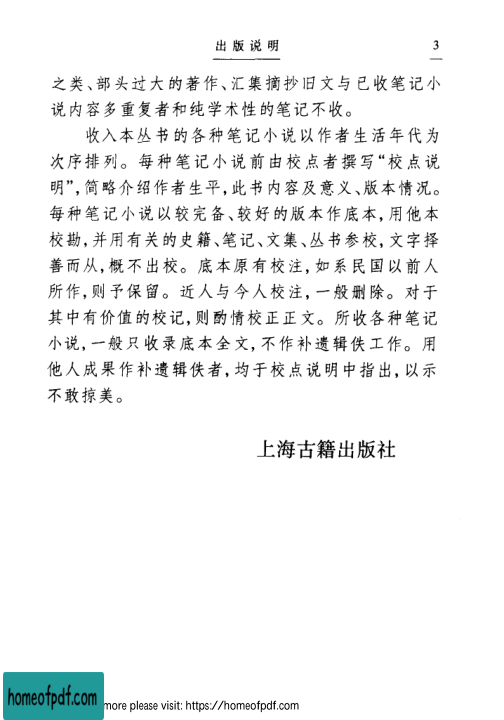 出版说明 3
之类、部头过大的著作、汇集摘抄旧文与已收笔记小
说内容多重复者和纯学术性的笔记不收。
收入本丛书的各种笔记小说以作者生活年代为
次序排列。每种笔记小说前由校点者撰写“校点说
明”,简略介绍作者生平,此书内容及意义、版本情况。
每种笔记小说以较完备、较好的版本作底本,用他本
校勘,并用有关的史籍、笔记、文集、丛书参校,文字择
善而从,概不出校。底本原有校注,如系民国以前人
所作,则予保留。近人与今人校注,一般删除。对于
其中有价值的校记,则酌情校正正文。所收各种笔记
小说,一般只收录底本全文,不作补遗辑佚工作。用
他人成果作补遗辑佚者,均于校点说明中指出,以示
不敢掠美。
上海古籍出版社
homeofpdf.com
more please visit: https://homeofpdf.com